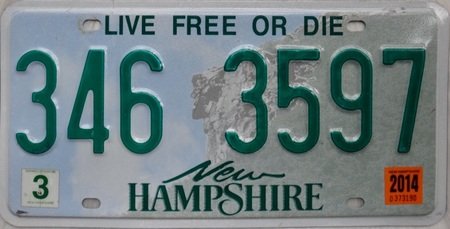 LIVE FREE OR DIE
346 3597
New
HAMPSHIRE
3
2014